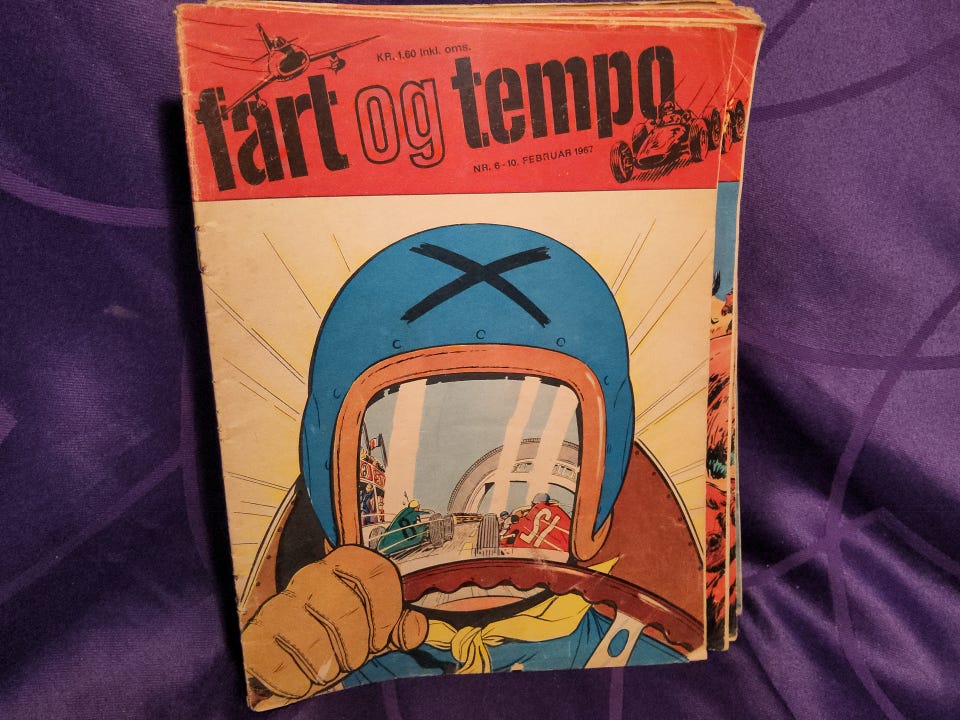 KR. 1.60 inkl. oms.
fart og tempo
NR. 6 - 10. FEBRUAR 1967